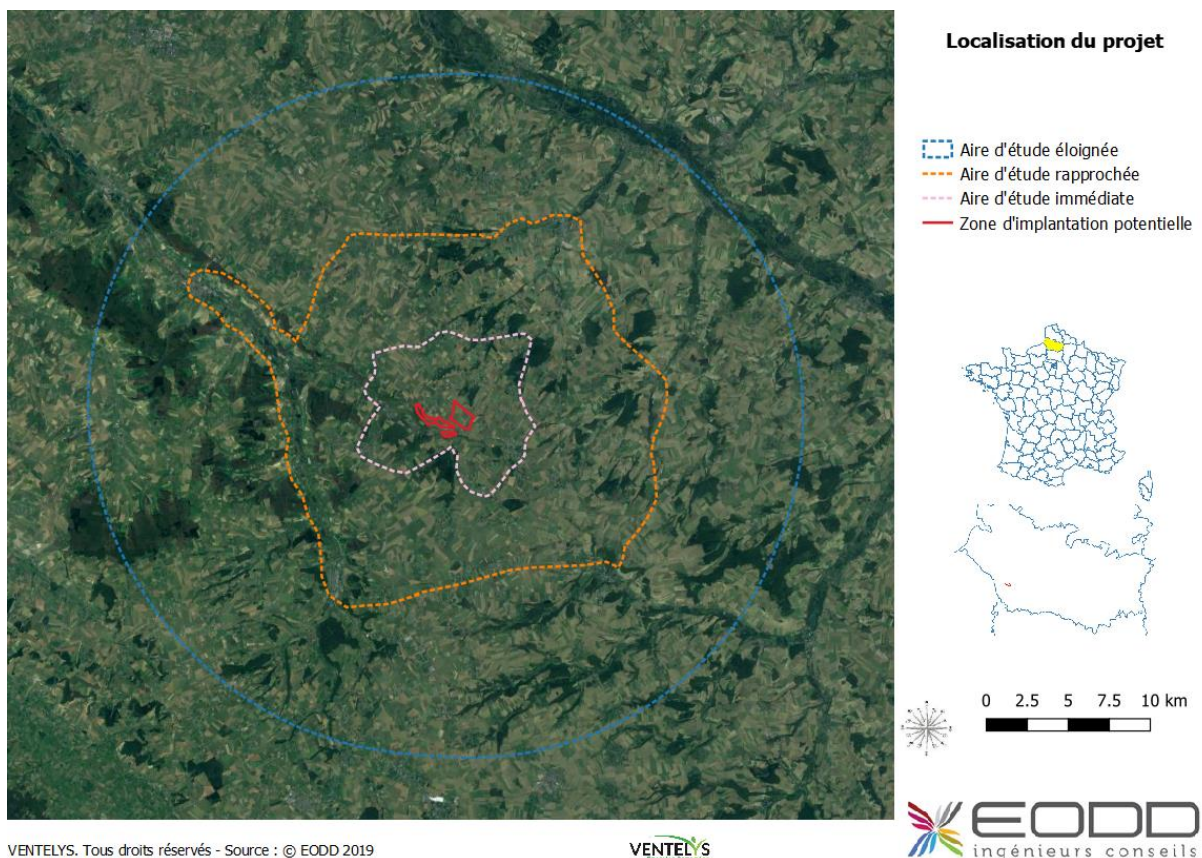 Localisation du projet
Aire d'étude éloignée
Aire d'étude rapprochée
Aire d'étude immédiate
Zone d'implantation potentielle
0 2.5 5 7.5 10 km
EODD
ingénieurs conseils
VENTELYS. Tous droits réservés - Source : © EODD 2019
VENTELYS